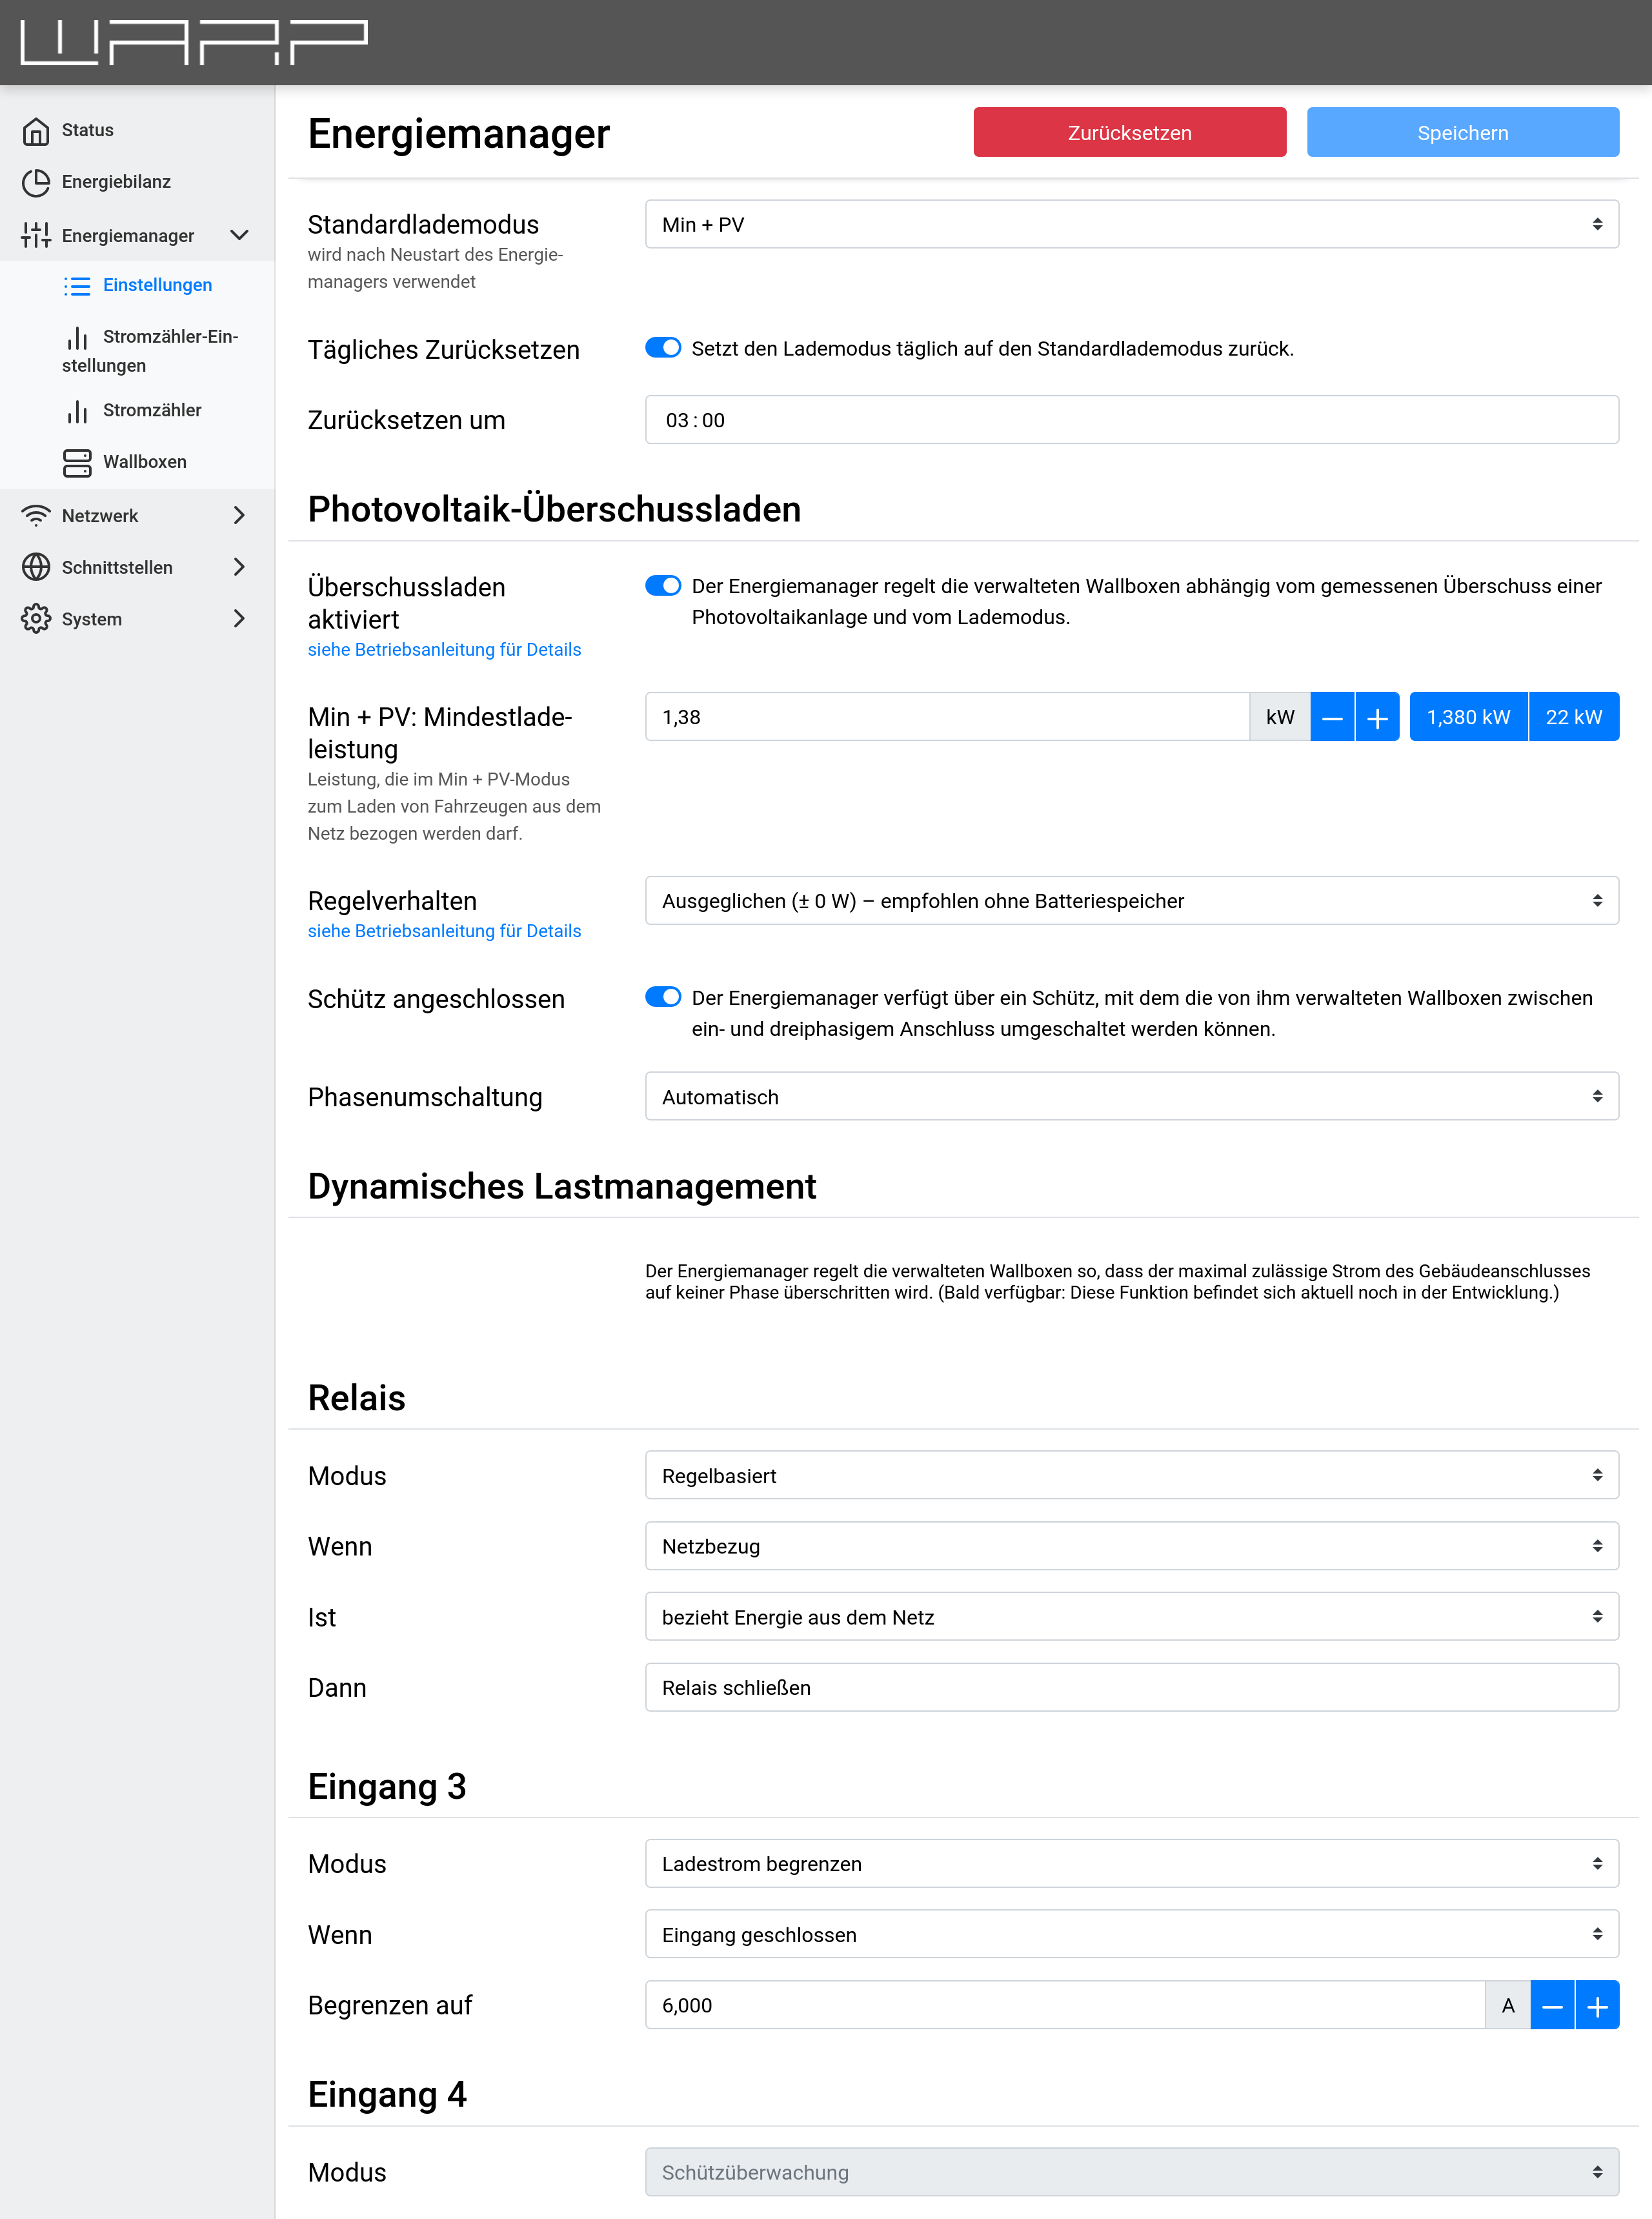 WARP
Status
Energiebilanz
Energiemanager
Einstellungen
Stromzähler-Ein-
stellungen
Stromzähler
Wallboxen
Netzwerk
Schnittstellen
System
Energiemanager
Zurücksetzen
Speichern
Standardlademodus
wird nach Neustart des Energie-
managers verwendet
Min + PV
Tägliches Zurücksetzen
Setzt den Lademodus täglich auf den Standardlademodus zurück.
Zurücksetzen um
03 : 00
Photovoltaik-Überschussladen
Überschussladen
aktiviert
siehe Betriebsanleitung für Details
Der Energiemanager regelt die verwalteten Wallboxen abhängig vom gemessenen Überschuss einer
Photovoltaikanlage und vom Lademodus.
Min + PV: Mindestlade-
leistung
Leistung, die im Min + PV-Modus
zum Laden von Fahrzeugen aus dem
Netz bezogen werden darf.
1,38 kW 1,380 kW 22 kW
Regelverhalten
siehe Betriebsanleitung für Details
Ausgeglichen (± 0 W) – empfohlen ohne Batteriespeicher
Schütz angeschlossen
Der Energiemanager verfügt über ein Schütz, mit dem die von ihm verwalteten Wallboxen zwischen
ein- und dreiphasigem Anschluss umgeschaltet werden können.
Phasenumschaltung
Automatisch
Dynamisches Lastmanagement
Der Energiemanager regelt die verwalteten Wallboxen so, dass der maximal zulässige Strom des Gebäudeanschlusses
auf keiner Phase überschritten wird. (Bald verfügbar: Diese Funktion befindet sich aktuell noch in der Entwicklung.)
Relais
Modus
Regelbasiert
Wenn
Netzbezug
Ist
bezieht Energie aus dem Netz
Dann
Relais schließen
Eingang 3
Modus
Ladestrom begrenzen
Wenn
Eingang geschlossen
Begrenzen auf
6,000 A
Eingang 4
Modus
Schützüberwachung